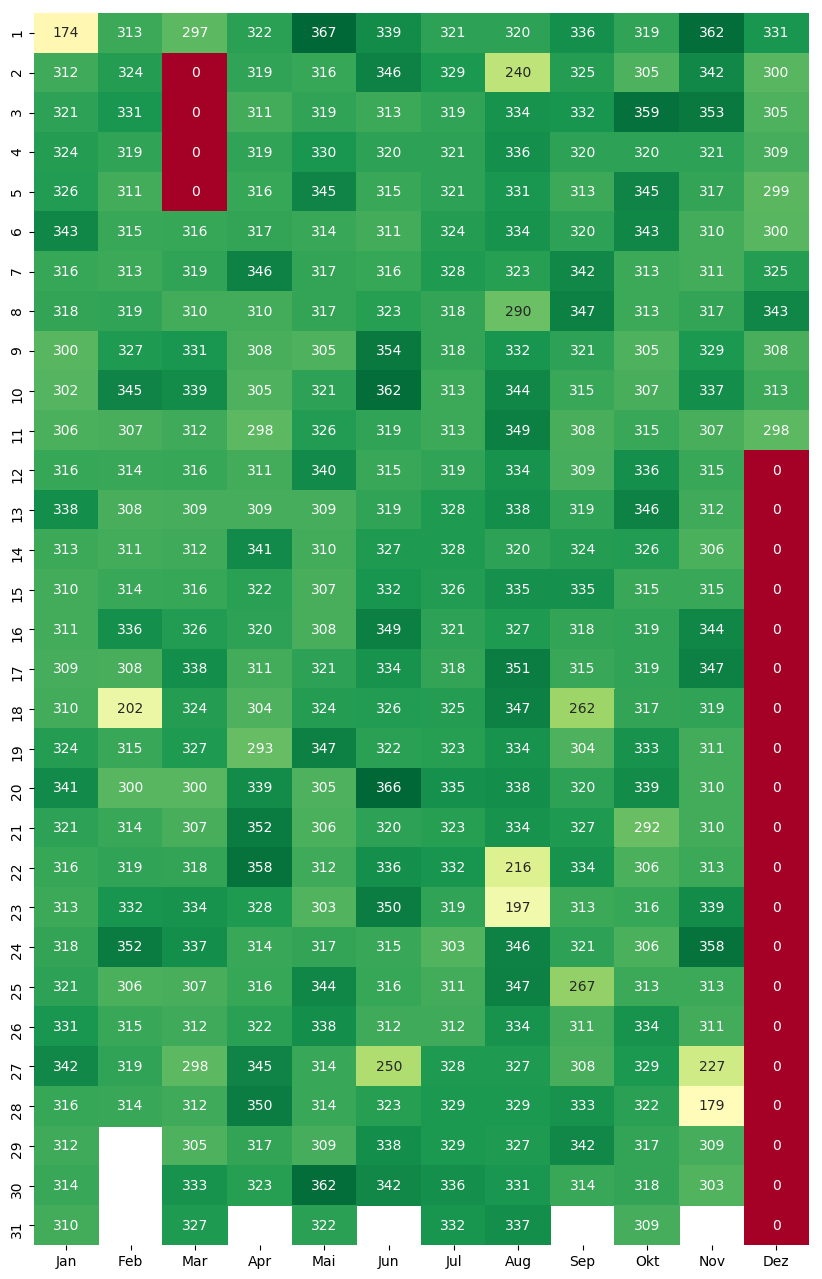 1 174 313 297 322 367 339 321 320 336 319 362 331
2 312 324 0 319 316 346 329 240 325 305 342 300
3 321 331 0 311 319 313 319 334 332 359 353 305
4 324 319 0 319 330 320 321 336 320 320 321 309
5 326 311 0 316 345 315 321 331 313 345 317 299
6 343 315 316 317 314 311 324 334 320 343 310 300
7 316 313 319 346 317 316 328 323 342 313 311 325
8 318 319 310 310 317 323 318 290 347 313 317 343
9 300 327 331 308 305 354 318 332 321 305 329 308
10 302 345 339 305 321 362 313 344 315 307 337 313
11 306 307 312 298 326 319 313 349 308 315 307 298
12 316 314 316 311 340 315 319 334 309 336 315 0
13 338 308 309 309 309 319 328 338 319 346 312 0
14 313 311 312 341 310 327 328 320 324 326 306 0
15 310 314 316 322 307 332 326 335 335 315 315 0
16 311 336 326 320 308 349 321 327 318 319 344 0
17 309 308 338 311 321 334 318 351 315 319 347 0
18 310 202 324 304 324 326 325 347 262 317 319 0
19 324 315 327 293 347 322 323 334 304 333 311 0
20 341 300 300 339 305 366 335 338 320 339 310 0
21 321 314 307 352 306 320 323 334 327 292 310 0
22 316 319 318 358 312 336 332 216 334 306 313 0
23 313 332 334 328 303 350 319 197 313 316 339 0
24 318 352 337 314 317 315 303 346 321 306 358 0
25 321 306 307 316 344 316 311 347 267 313 313 0
26 331 315 312 322 338 312 312 334 311 334 311 0
27 342 319 298 345 314 250 328 327 308 329 227 0
28 316 314 312 350 314 323 329 329 333 322 179 0
29 312 305 317 309 338 329 327 342 317 309 0
30 314 333 323 362 342 336 331 314 318 303 0
31 310 327 322 332 337 309 0
Jan Feb Mar Apr Mai Jun Jul Aug Sep Okt Nov Dez